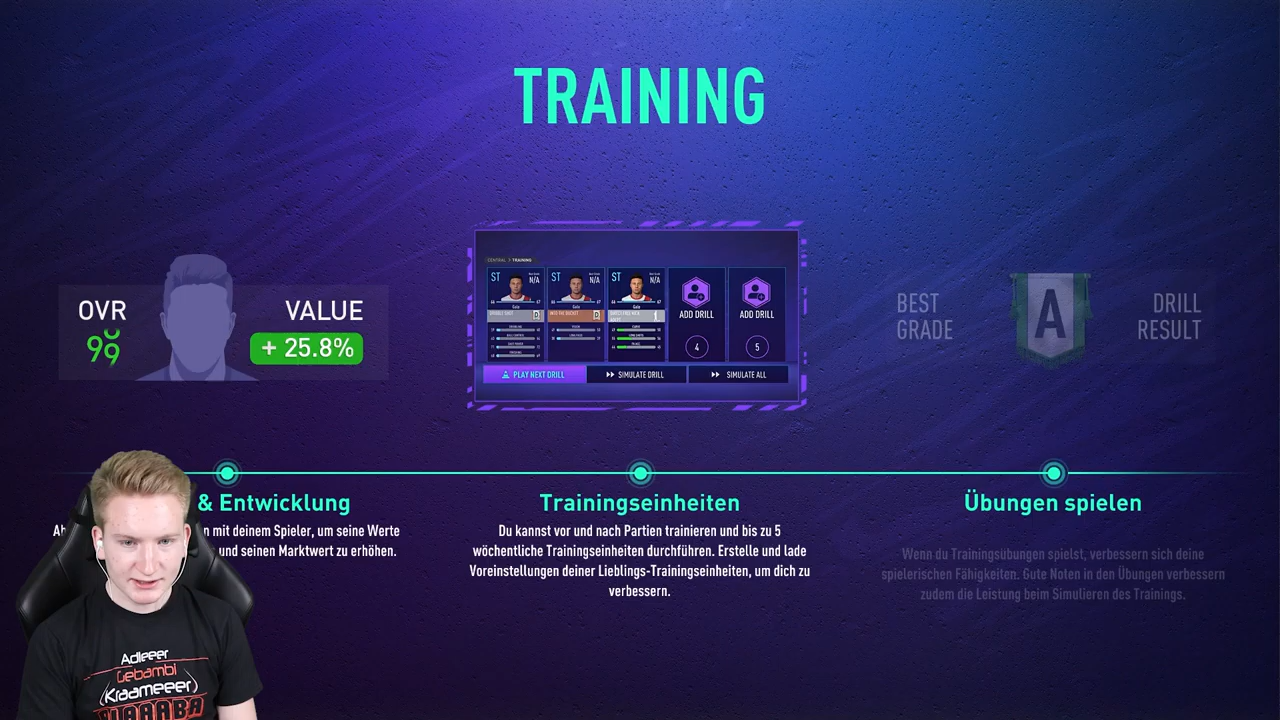 TRAINING
OVR
99
VALUE
+ 25.8%
CENTRAL > TRAINING
ST
N/A
ST
N/A
ST
N/A
ADD DRILL
4
ADD DRILL
5
PLAY NEXT DRILL
SIMULATE DRILL
SIMULATE ALL
BEST
GRADE
A
DRILL
RESULT
& Entwicklung
mit deinem Spieler, um seine Werte
und seinen Marktwert zu erhöhen.
Trainingseinheiten
Du kannst vor und nach Partien trainieren und bis zu 5
wöchentliche Trainingseinheiten durchführen. Erstelle und lade
Voreinstellungen deiner Lieblings-Trainingseinheiten, um dich zu
verbessern.
Übungen spielen
Wenn du Trainingsübungen spielst, verbessern sich deine
spielerischen Fähigkeiten. Gute Noten in den Übungen verbessern
zudem die Leistung beim Simulieren des Trainings.
Adleeer
Gebambi
Kraameeer